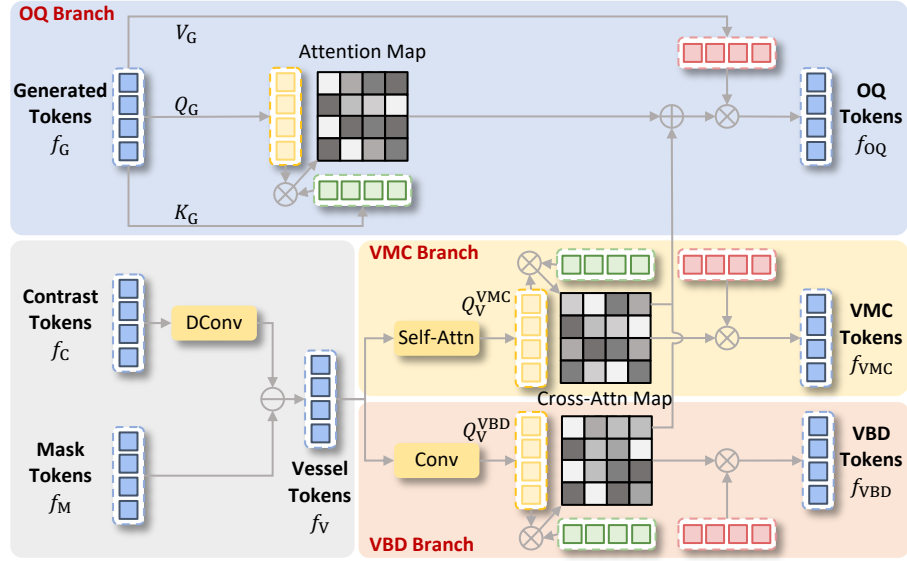 OQ Branch
V_G
Attention Map
Generated
Tokens
f_G
Q_G
K_G
OQ
Tokens
f_OQ
VMC Branch
Contrast
Tokens
f_C
DConv
Q_V^VMC
Self-Attn
VMC
Tokens
f_VMC
Cross-Attn Map
Mask
Tokens
f_M
Vessel
Tokens
f_V
Q_V^VBD
Conv
VBD
Tokens
f_VBD
VBD Branch